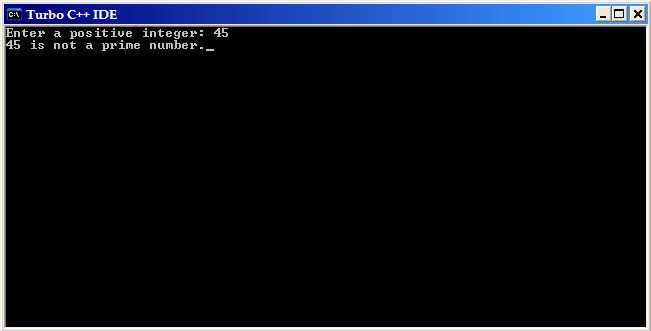 Turbo C++ IDE
Enter a positive integer: 45
45 is not a prime number._